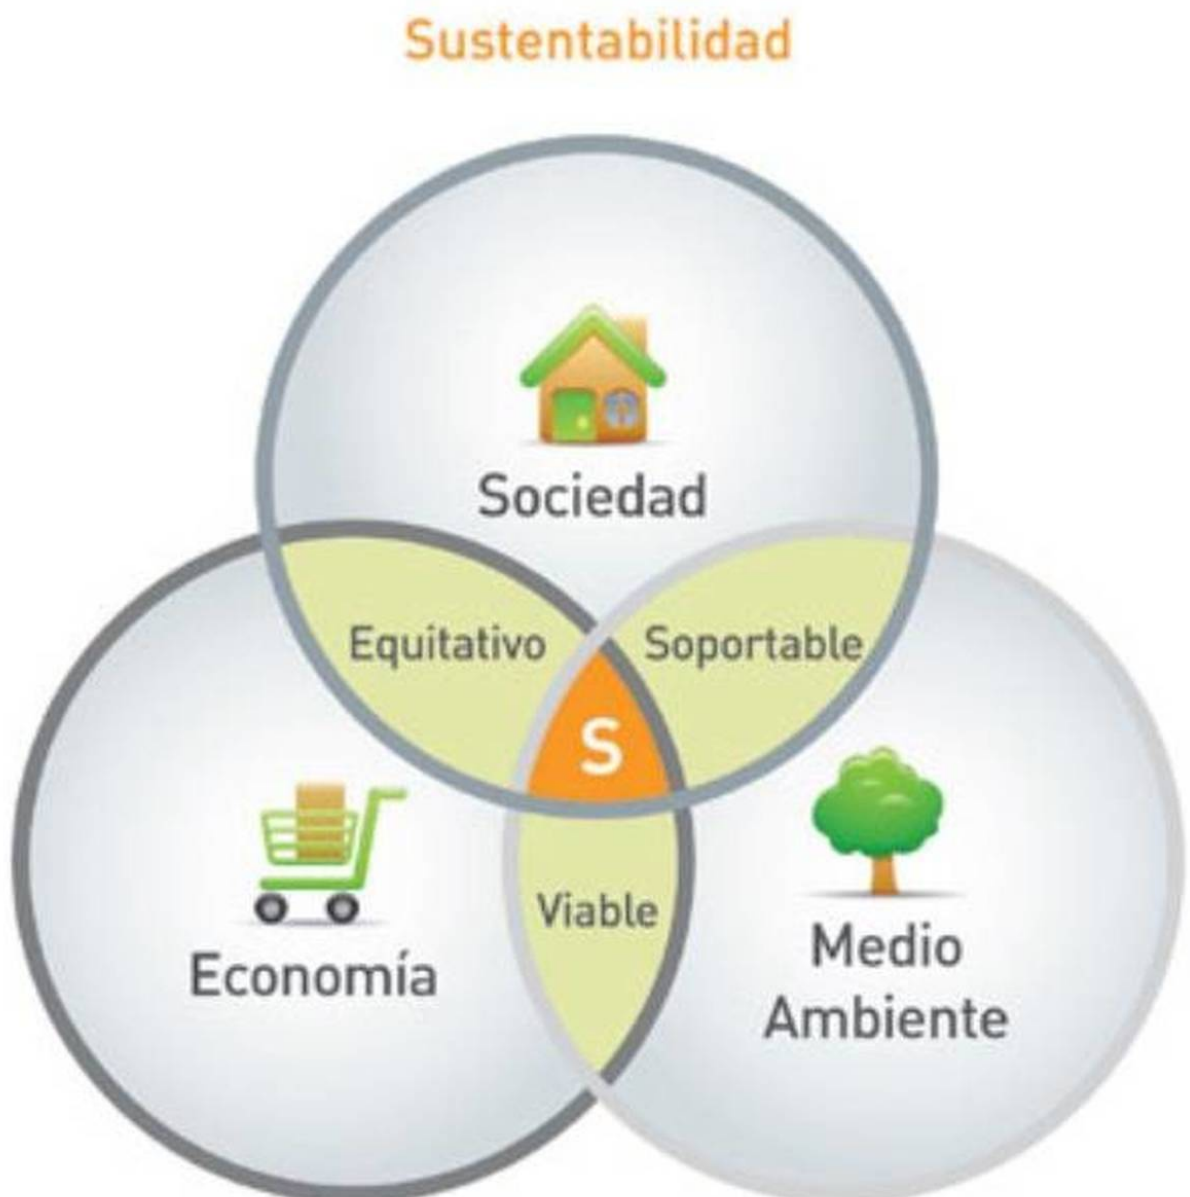 Sustentabilidad
Sociedad
Equitativo
Soportable
S
Viable
Economía
Medio
Ambiente